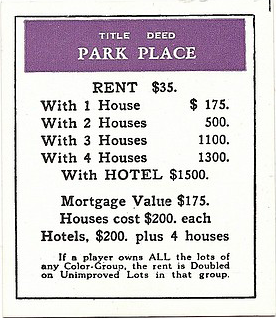 TITLE DEED
PARK PLACE
RENT $35.
With 1 House $ 175.
With 2 Houses 500.
With 3 Houses 1100.
With 4 Houses 1300.
With HOTEL $1500.
Mortgage Value $175.
Houses cost $200. each
Hotels, $200. plus 4 houses
If a player owns ALL the lots of
any Color-Group, the rent is Doubled
on Unimproved Lots in that group.